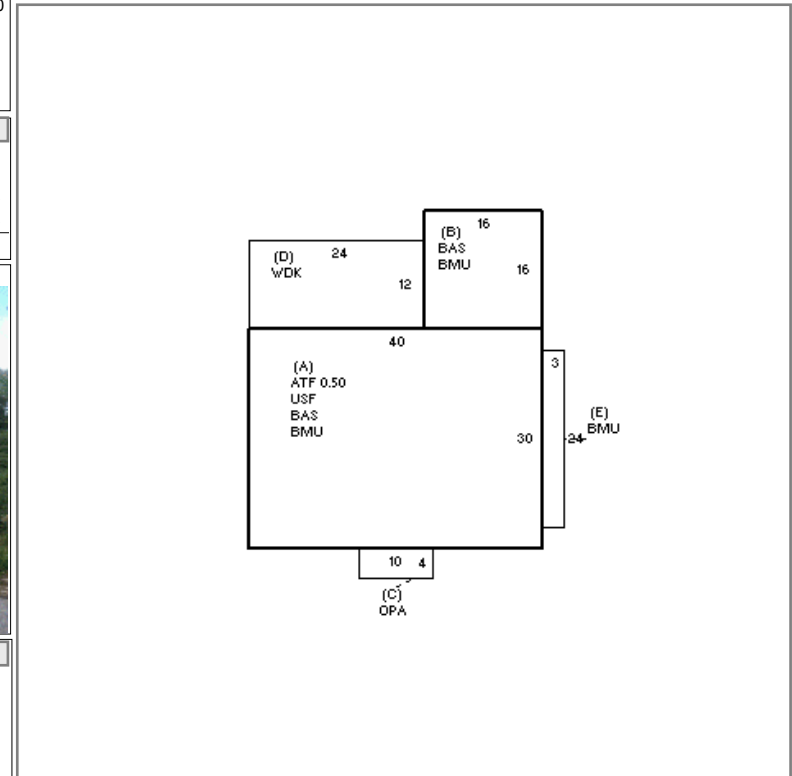 16
(B)
BAS
BMU
16
(D)
WDK
24
12
40
(A)
ATF 0.50
USF
BAS
BMU
30
3
(E)
BMU
24
10 4
(C)
OPA